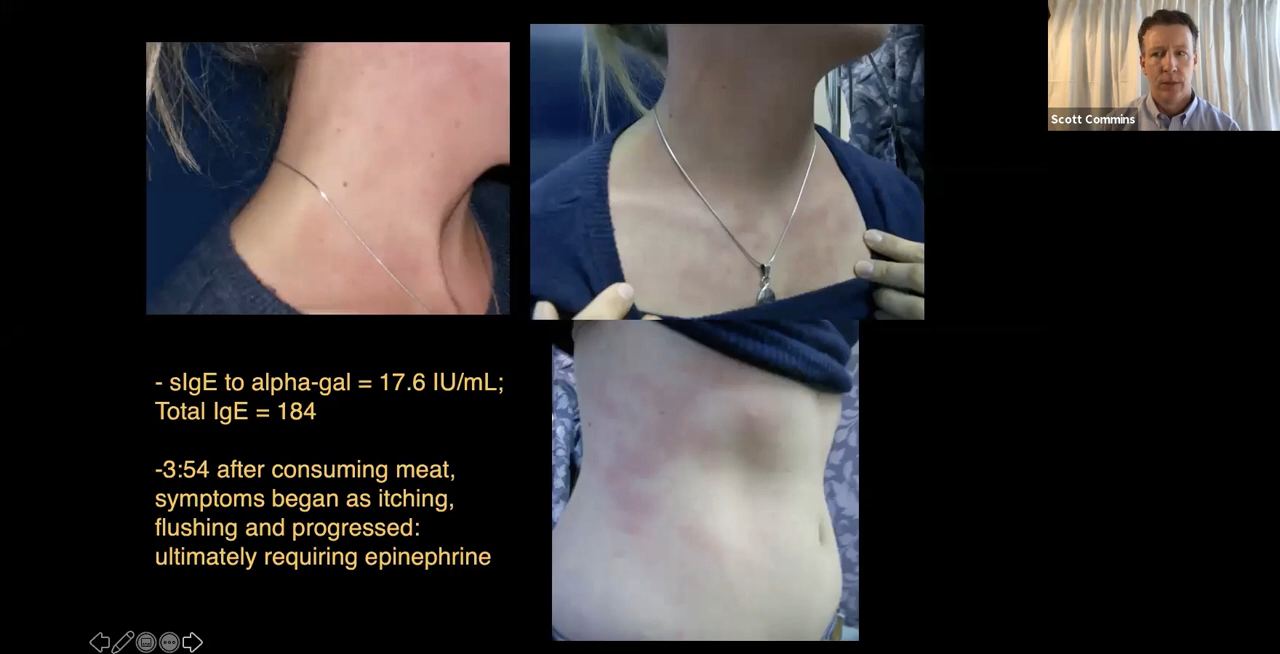 Scott Commins
- sIgE to alpha-gal = 17.6 IU/mL;
Total IgE = 184
-3:54 after consuming meat,
symptoms began as itching,
flushing and progressed:
ultimately requiring epinephrine